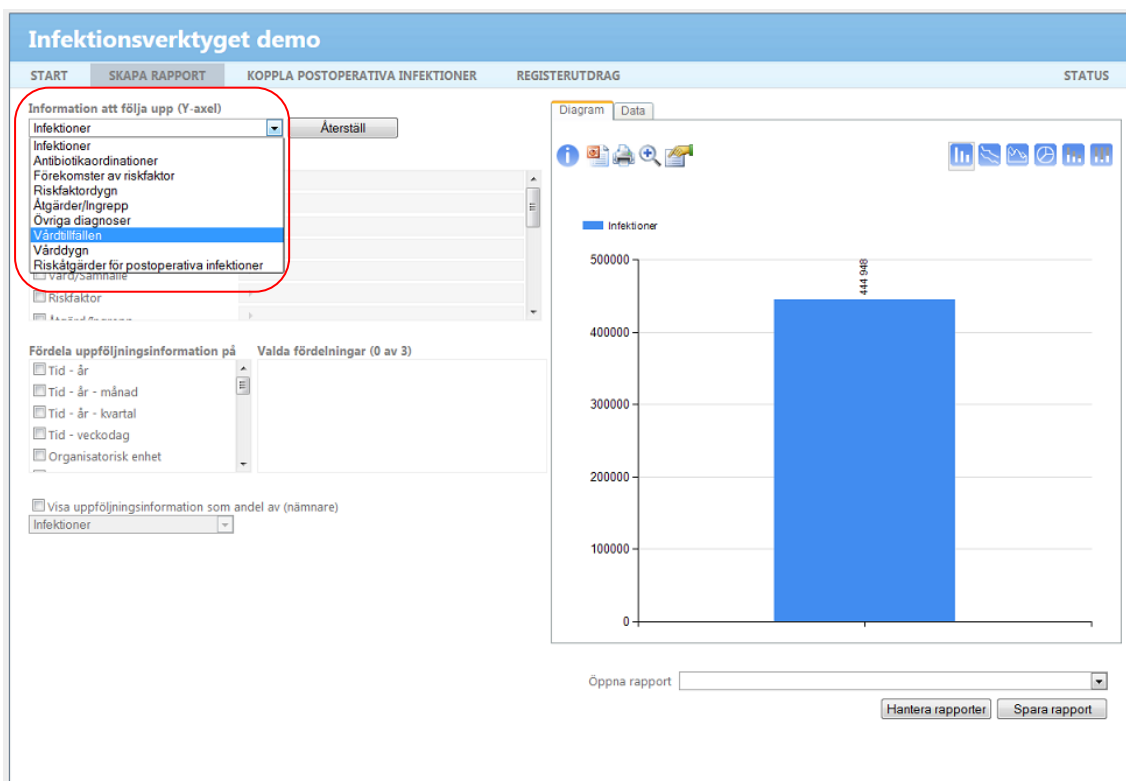 Infektionsverktyget demo
START SKAPA RAPPORT KOPPLA POSTOPERATIVA INFEKTIONER REGISTERUTDRAG STATUS
Information att följa upp (Y-axel)
Infektioner Återställ
Infektioner
Antibiotikaordinationer
Förekomster av riskfaktor
Riskfaktordygn
Åtgärder/Ingrepp
Övriga diagnoser
Vårdtillfällen
Vårddygn
Riskåtgärder för postoperativa infektioner
Vård/Samhälle
Riskfaktor
Åtgärd/Ingrepp
Fördela uppföljningsinformation på Valda fördelningar (0 av 3)
Tid - år
Tid - år - månad
Tid - år - kvartal
Tid - veckodag
Organisatorisk enhet
Visa uppföljningsinformation som andel av (nämnare)
Infektioner
Diagram Data
Infektioner
500000
444 948
400000
300000
200000
100000
0
Öppna rapport
Hantera rapporter Spara rapport